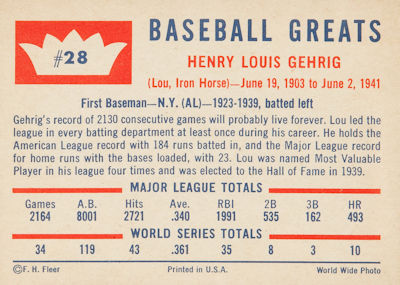 #28
BASEBALL GREATS
HENRY LOUIS GEHRIG
(Lou, Iron Horse)—June 19, 1903 to June 2, 1941
First Baseman—N.Y. (AL)—1923-1939, batted left
Gehrig's record of 2130 consecutive games will probably live forever. Lou led the
league in every batting department at least once during his career. He holds the
American League record with 184 runs batted in, and the Major League record
for home runs with the bases loaded, with 23. Lou was named Most Valuable
Player in his league four times and was elected to the Hall of Fame in 1939.
MAJOR LEAGUE TOTALS
Games A.B. Hits Ave. RBI 2B 3B HR
2164 8001 2721 .340 1991 535 162 493
WORLD SERIES TOTALS
34 119 43 .361 35 8 3 10
©F. H. Fleer Printed in U.S.A. World Wide Photo